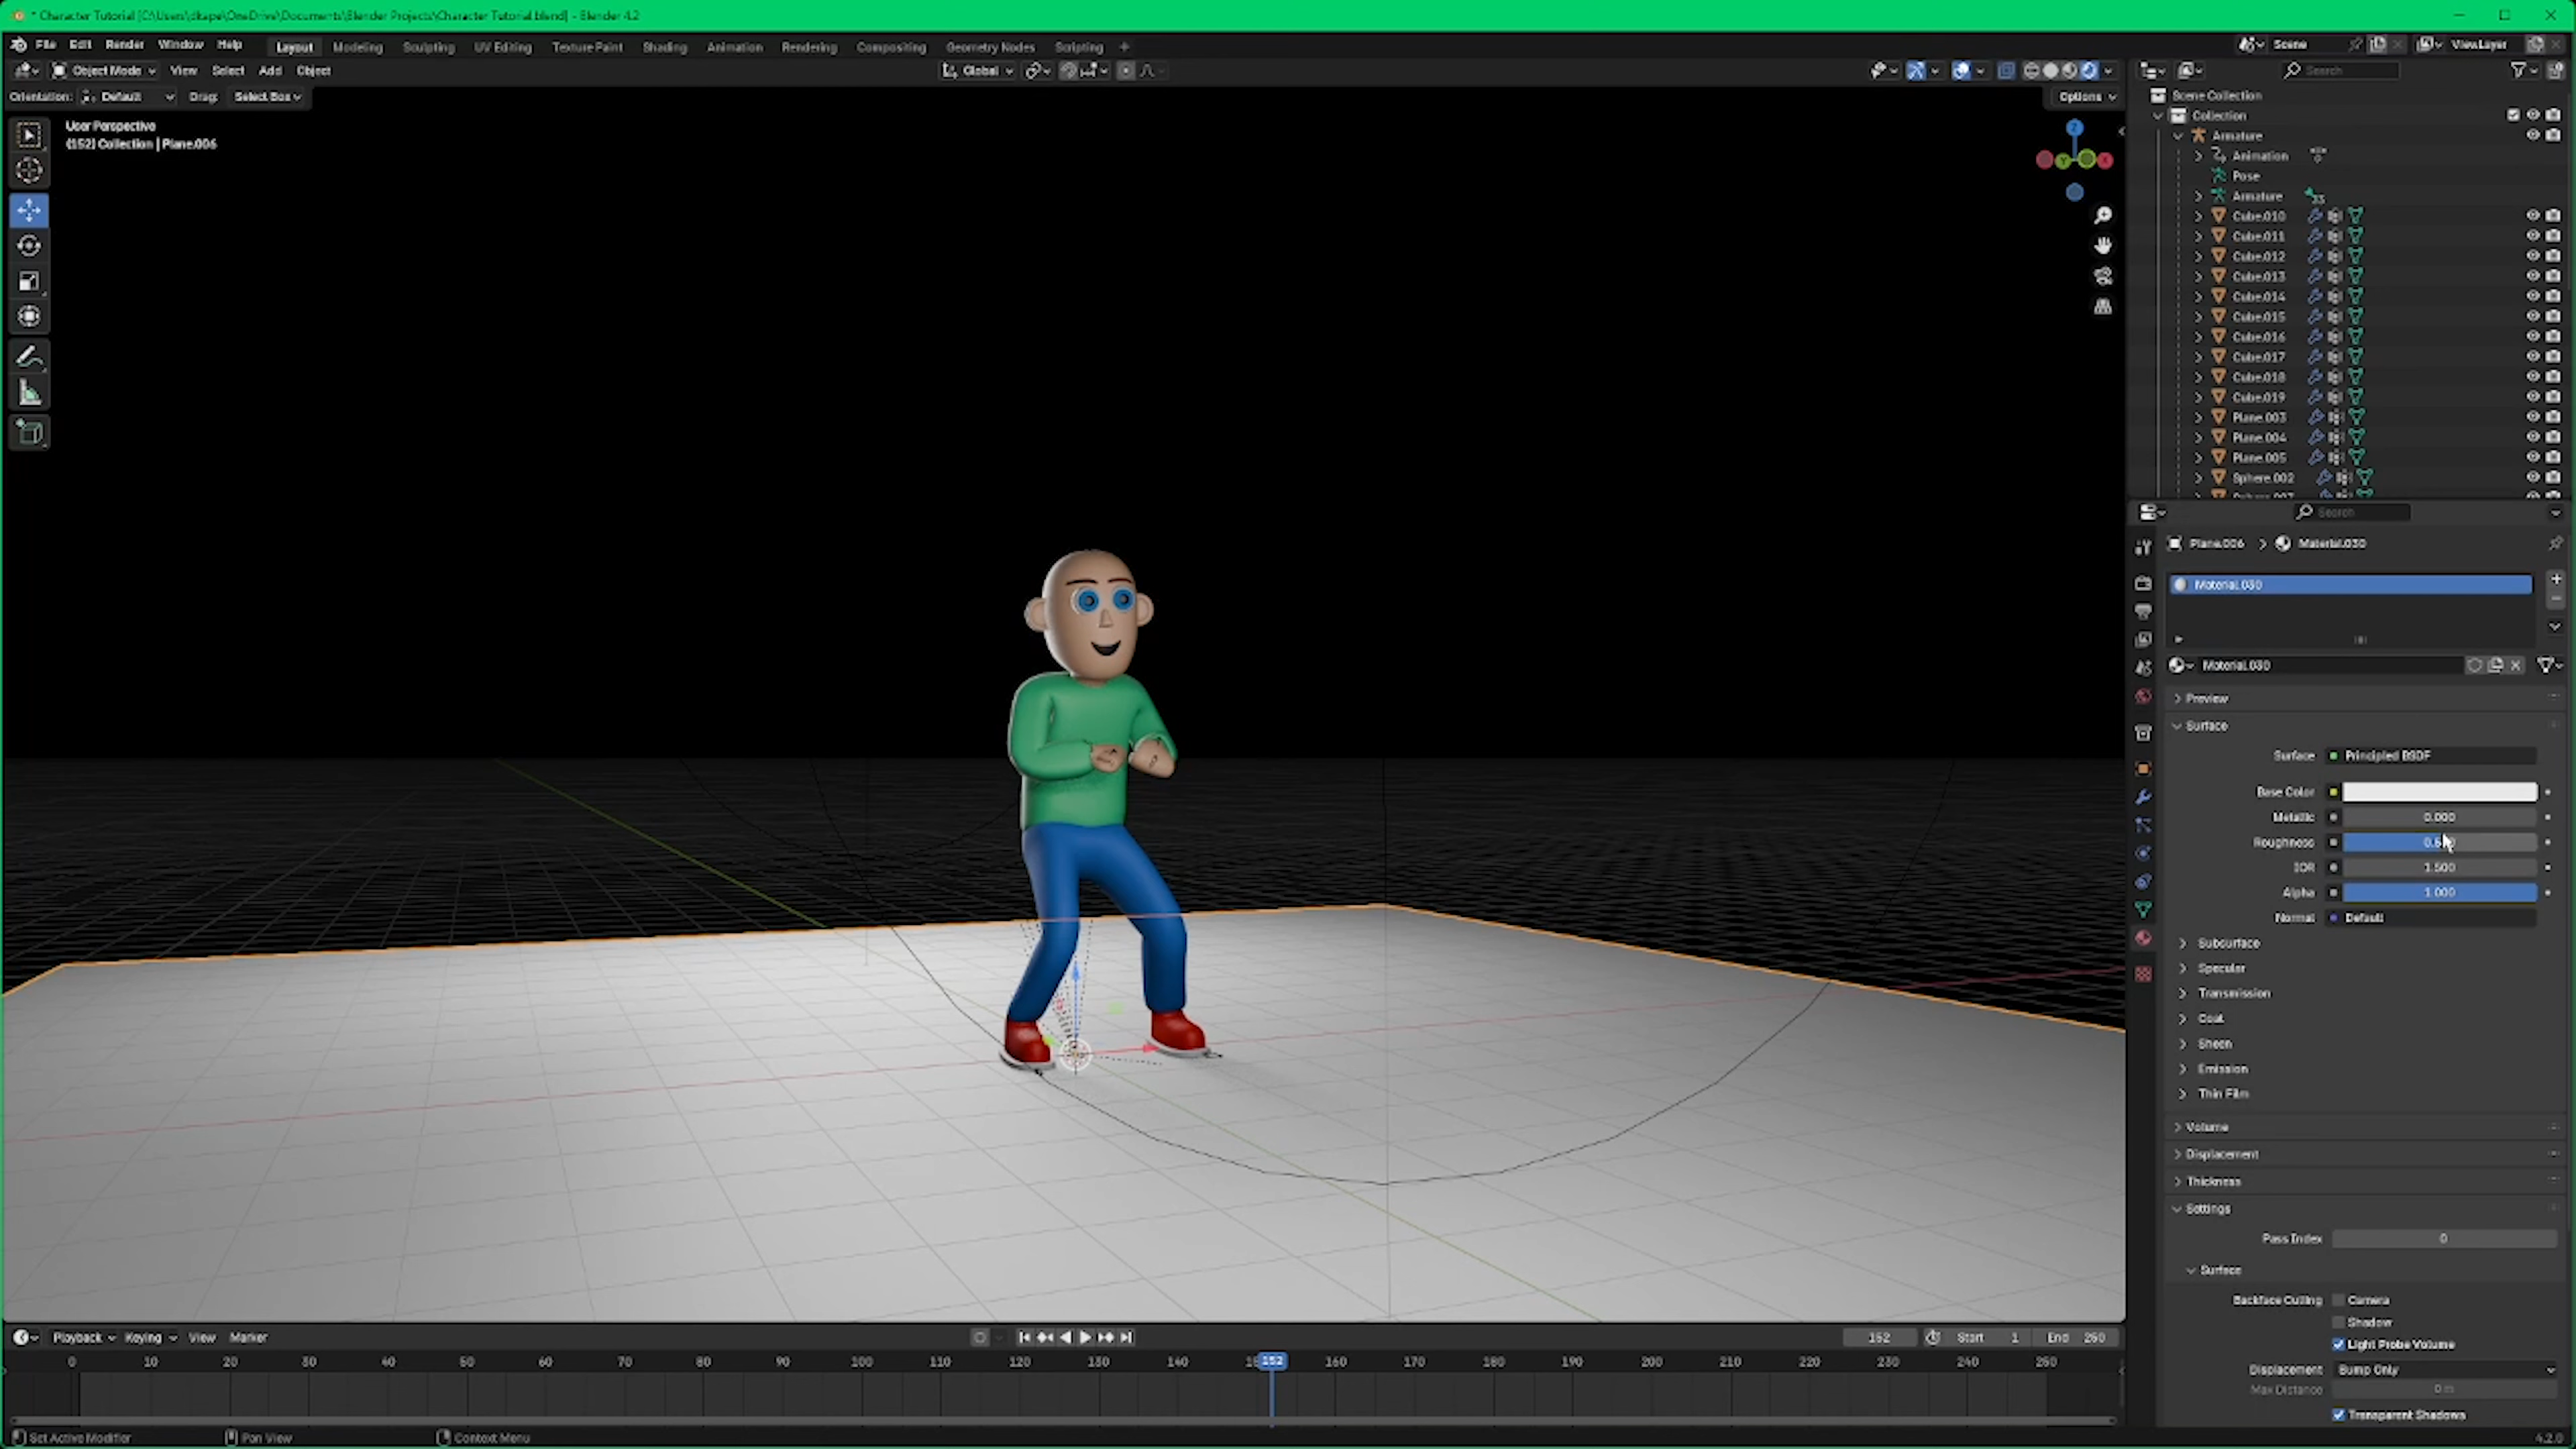 * Character Tutorial [C:\Users\dkape\OneDrive\Documents\Blender Projects\Character Tutorial.blend] - Blender 4.2
File Edit Render Window Help Layout Modeling Sculpting UV Editing Texture Paint Shading Animation Rendering Compositing Geometry Nodes Scripting + Scene ViewLayer
Object Mode View Select Add Object Global Search
Orientation: Default Drag: Select Box Options
User Perspective
(152) Collection | Plane.006
Scene Collection
Collection
Armature
Animation
Pose
Armature
Cube.010
Cube.011
Cube.012
Cube.013
Cube.014
Cube.015
Cube.016
Cube.017
Cube.018
Cube.019
Plane.003
Plane.004
Plane.005
Sphere.002
Search
Plane.006 > Material.030
Material.030
Material.030
Preview
Surface
Surface Principled BSDF
Base Color
Metallic 0.000
Roughness
IOR 1.500
Alpha 1.000
Normal Default
Subsurface
Specular
Transmission
Coat
Sheen
Emission
Thin Film
Volume
Displacement
Thickness
Settings
Pass Index 0
Surface
Backface Culling Camera
Shadow
Light Probe Volume
Displacement Bump Only
Max Distance 0 m
Transparent Shadows
Playback Keying View Marker 152 Start 1 End 250
0 10 20 30 40 50 60 70 80 90 100 110 120 130 140 152 160 170 180 190 200 210 220 230 240 250
Set Active Modifier Pan View Context Menu 4.2.0
X
Y
Z